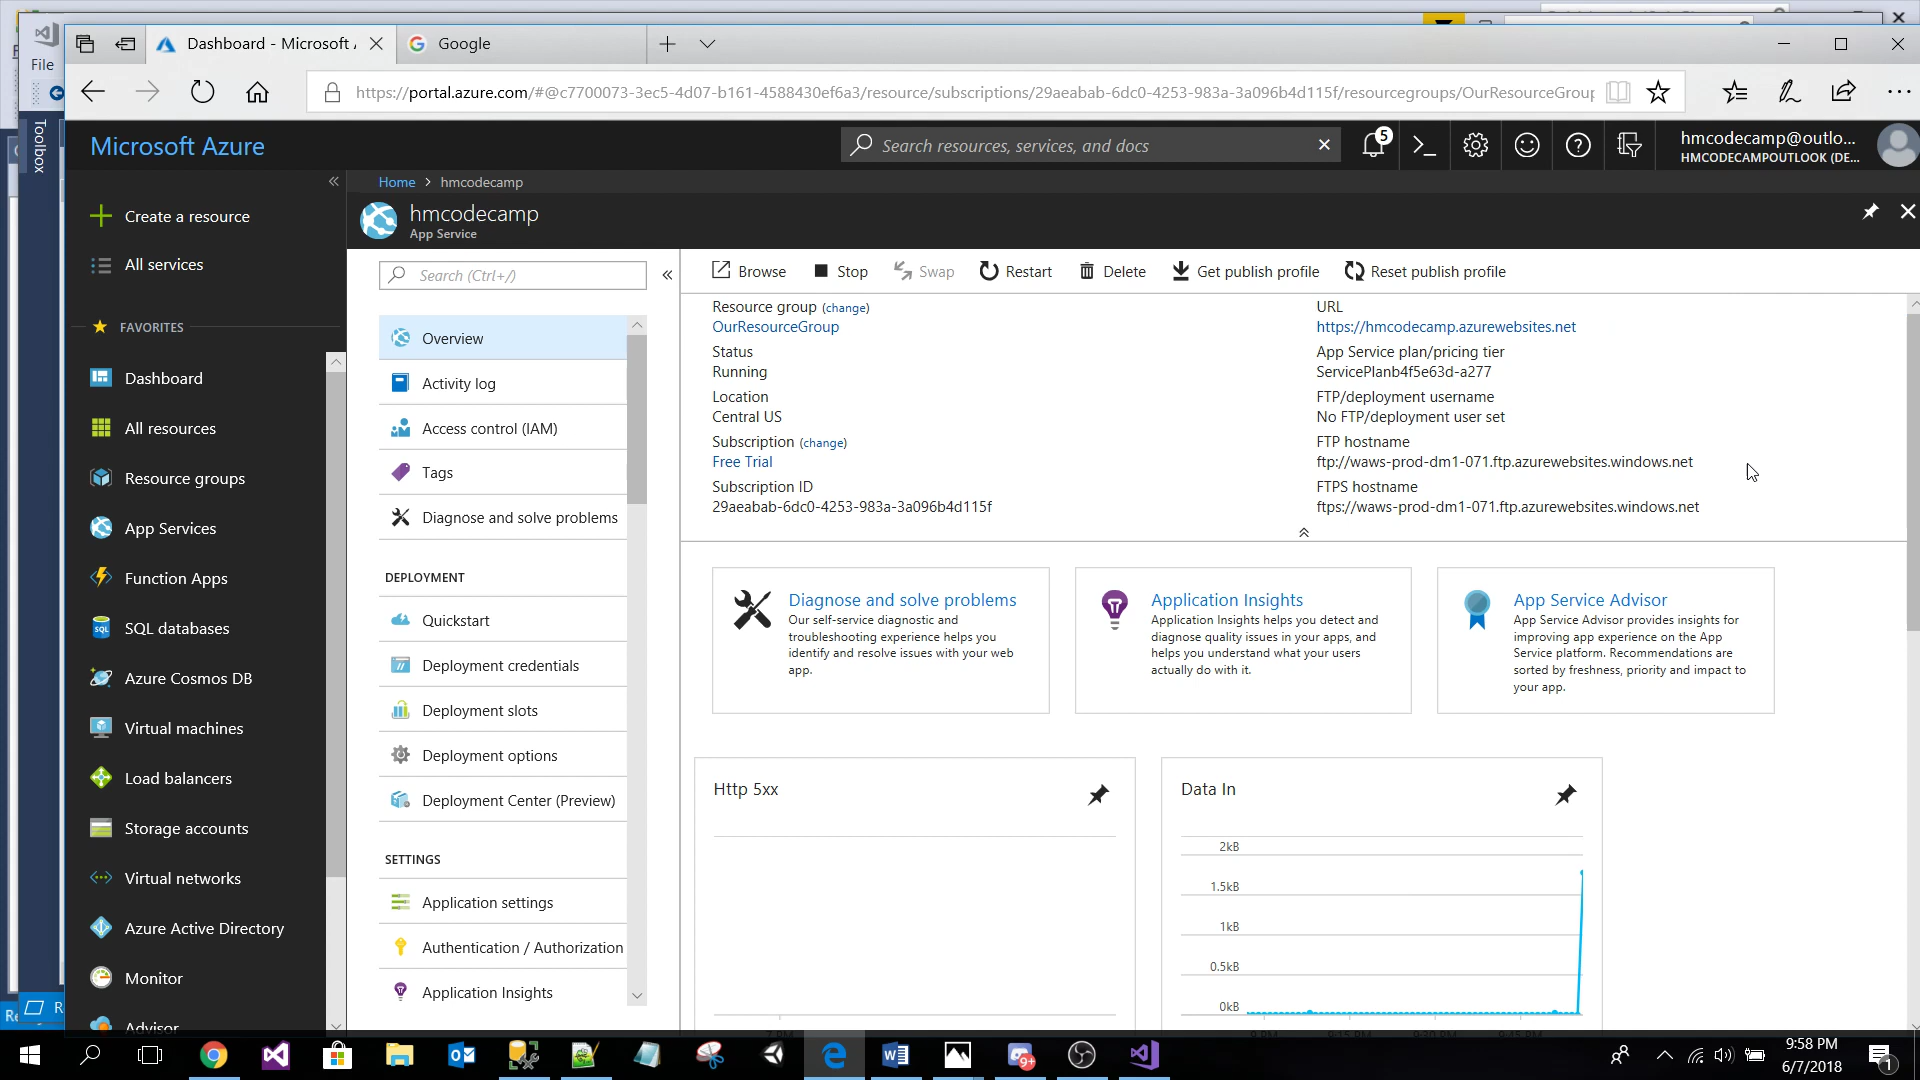 Dashboard - Microsoft A
Google
File
https://portal.azure.com/#@c7700073-3ec5-4d07-b161-4588430ef6a3/resource/subscriptions/29aeabab-6dc0-4253-983a-3a096b4d115f/resourcegroups/OurResourceGroup
Toolbox
Microsoft Azure
Search resources, services, and docs
5
hmcodecamp@outlo...
HMCODECAMPOUTLOOK (DE...
Home > hmcodecamp
hmcodecamp
App Service
Create a resource
All services
FAVORITES
Dashboard
All resources
Resource groups
App Services
Function Apps
SQL databases
Azure Cosmos DB
Virtual machines
Load balancers
Storage accounts
Virtual networks
Azure Active Directory
Monitor
Advisor
Search (Ctrl+/)
Overview
Activity log
Access control (IAM)
Tags
Diagnose and solve problems
DEPLOYMENT
Quickstart
Deployment credentials
Deployment slots
Deployment options
Deployment Center (Preview)
SETTINGS
Application settings
Authentication / Authorization
Application Insights
Browse
Stop
Swap
Restart
Delete
Get publish profile
Reset publish profile
Resource group (change)
OurResourceGroup
Status
Running
Location
Central US
Subscription (change)
Free Trial
Subscription ID
29aeabab-6dc0-4253-983a-3a096b4d115f
URL
https://hmcodecamp.azurewebsites.net
App Service plan/pricing tier
ServicePlanb4f5e63d-a277
FTP/deployment username
No FTP/deployment user set
FTP hostname
ftp://waws-prod-dm1-071.ftp.azurewebsites.windows.net
FTPS hostname
ftps://waws-prod-dm1-071.ftp.azurewebsites.windows.net
Diagnose and solve problems
Our self-service diagnostic and
troubleshooting experience helps you
identify and resolve issues with your web
app.
Application Insights
Application Insights helps you detect and
diagnose quality issues in your apps, and
helps you understand what your users
actually do with it.
App Service Advisor
App Service Advisor provides insights for
improving app experience on the App
Service platform. Recommendations are
sorted by freshness, priority and impact to
your app.
Http 5xx
Data In
2kB
1.5kB
1kB
0.5kB
0kB
9:58 PM
6/7/2018
1
9+